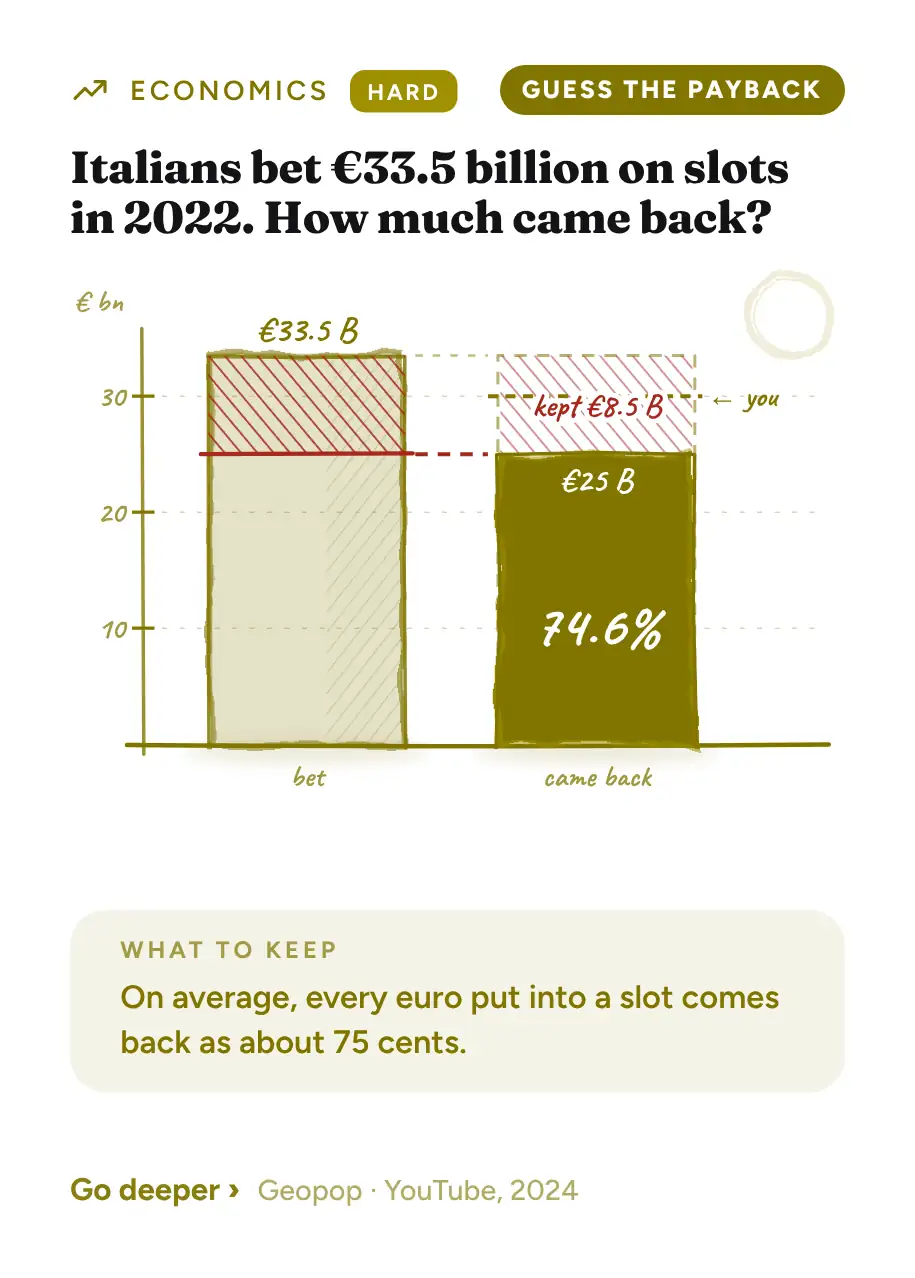 ECONOMICS
HARD
GUESS THE PAYBACK
Italians bet €33.5 billion on slots
in 2022. How much came back?
€ bn
€33.5 B
30
kept €8.5 B
← you
€25 B
20
74.6%
10
bet
came back
WHAT TO KEEP
On average, every euro put into a slot comes
back as about 75 cents.
Go deeper › Geopop · YouTube, 2024